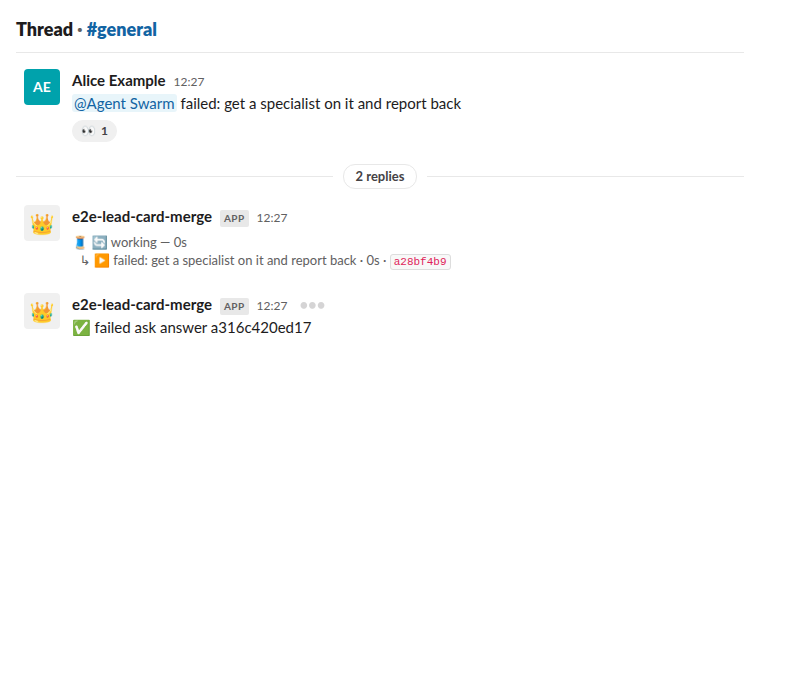 Thread • #general
AE
Alice Example 12:27
@Agent Swarm failed: get a specialist on it and report back
👀 1
2 replies
e2e-lead-card-merge APP 12:27
🧵 🔄 working — 0s
↳ ▶️ failed: get a specialist on it and report back · 0s · a28bf4b9
e2e-lead-card-merge APP 12:27
✅ failed ask answer a316c420ed17